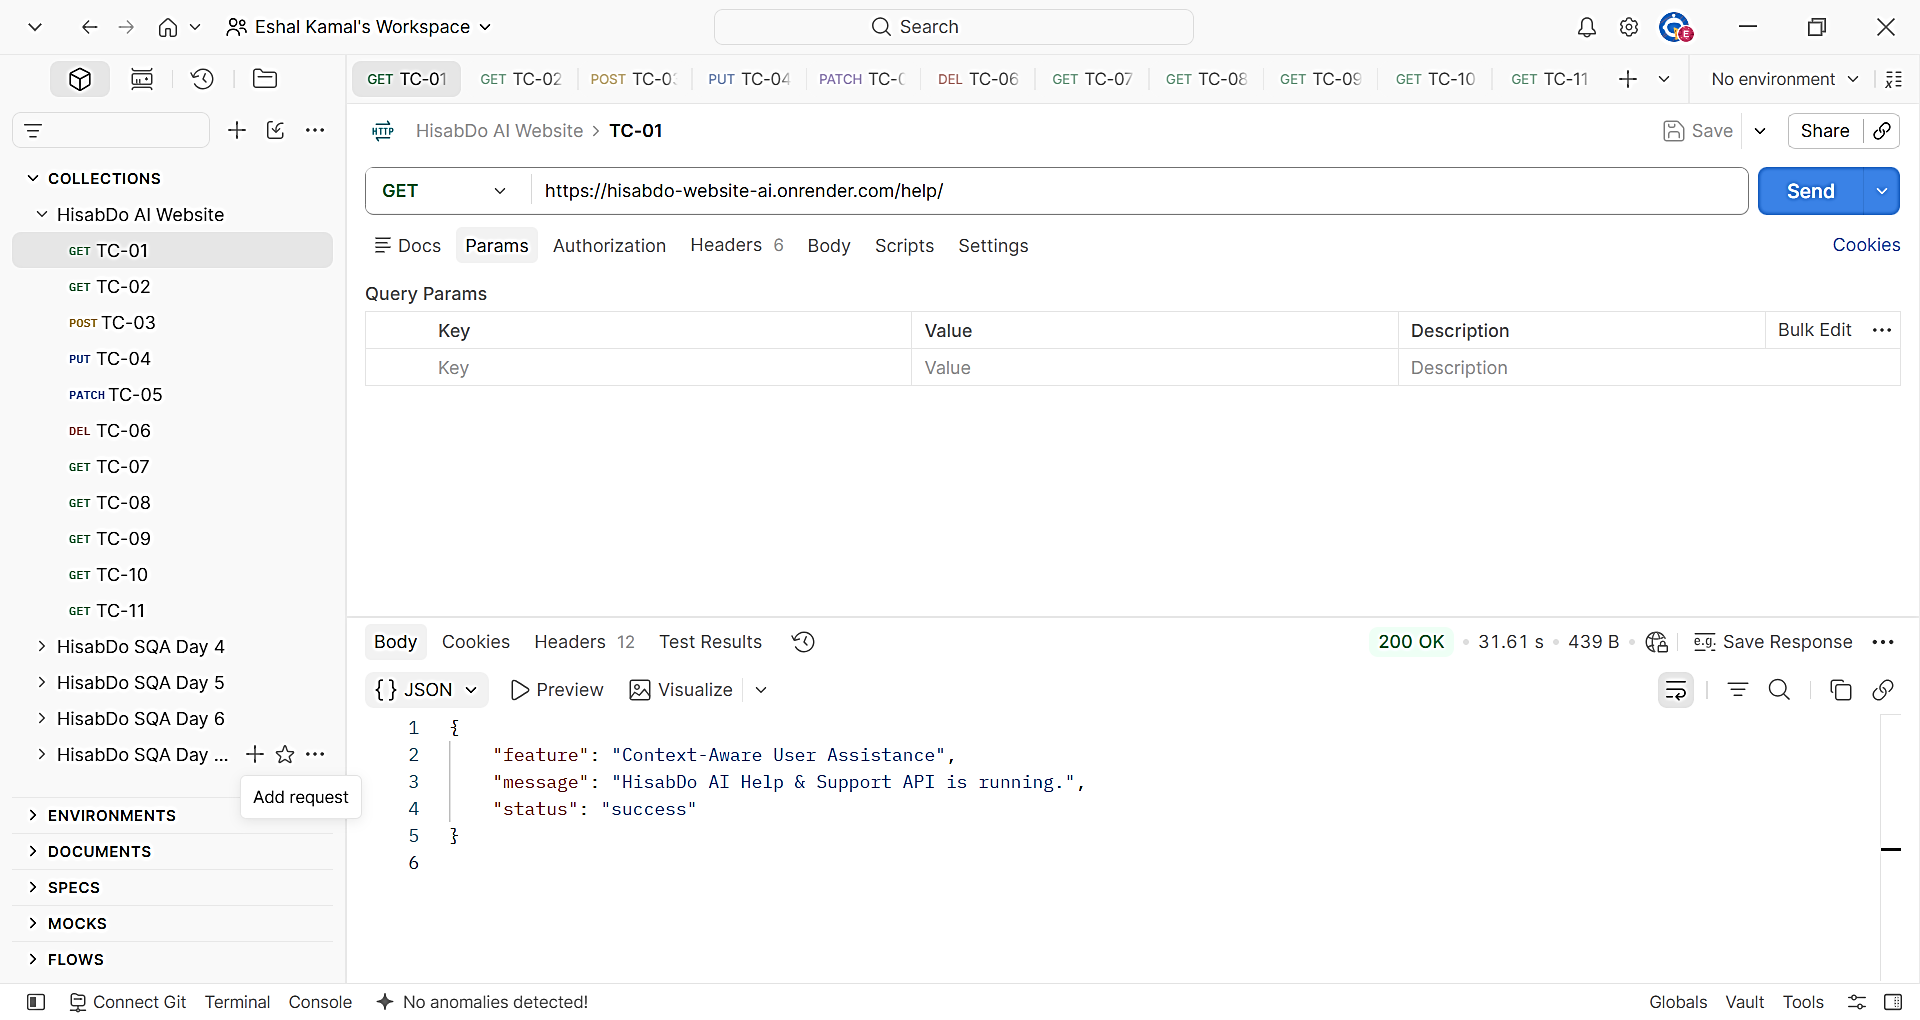 Eshal Kamal's Workspace
Search
GET TC-01
GET TC-02
POST TC-0
PUT TC-04
PATCH TC-
DEL TC-06
GET TC-07
GET TC-08
GET TC-09
GET TC-10
GET TC-11
No environment
COLLECTIONS
HisabDo AI Website
GET TC-01
GET TC-02
POST TC-03
PUT TC-04
PATCH TC-05
DEL TC-06
GET TC-07
GET TC-08
GET TC-09
GET TC-10
GET TC-11
HisabDo SQA Day 4
HisabDo SQA Day 5
HisabDo SQA Day 6
HisabDo SQA Day ...
Add request
ENVIRONMENTS
DOCUMENTS
SPECS
MOCKS
FLOWS
HTTP HisabDo AI Website > TC-01
Save
Share
GET https://hisabdo-website-ai.onrender.com/help/
Send
Docs Params Authorization Headers 6 Body Scripts Settings
Cookies
Query Params
Key Value Description Bulk Edit
Key Value Description
Body Cookies Headers 12 Test Results
200 OK • 31.61 s • 439 B • e.g. Save Response
{} JSON Preview Visualize
1 {
2 "feature": "Context-Aware User Assistance",
3 "message": "HisabDo AI Help & Support API is running.",
4 "status": "success"
5 }
6
Connect Git Terminal Console No anomalies detected!
Globals Vault Tools